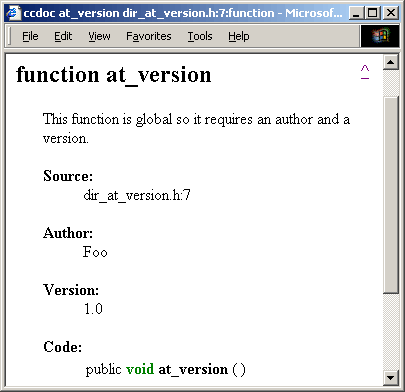 ccdoc at_version dir_at_version.h:7:function - Microsof...
File Edit View Favorites Tools Help
function at_version ^
This function is global so it requires an author and a
version.
Source:
dir_at_version.h:7
Author:
Foo
Version:
1.0
Code:
public void at_version ( )